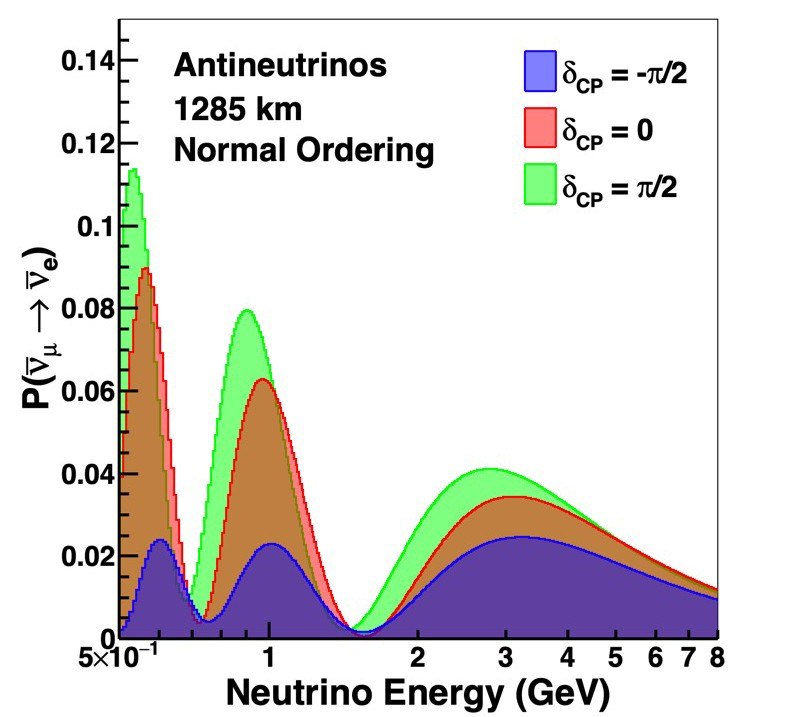 Antineutrinos
1285 km
Normal Ordering
δCP = -π/2
δCP = 0
δCP = π/2
P(ν̅μ → ν̅e)
0.14
0.12
0.1
0.08
0.06
0.04
0.02
0
5×10⁻¹ 1 2 3 4 5 6 7 8
Neutrino Energy (GeV)